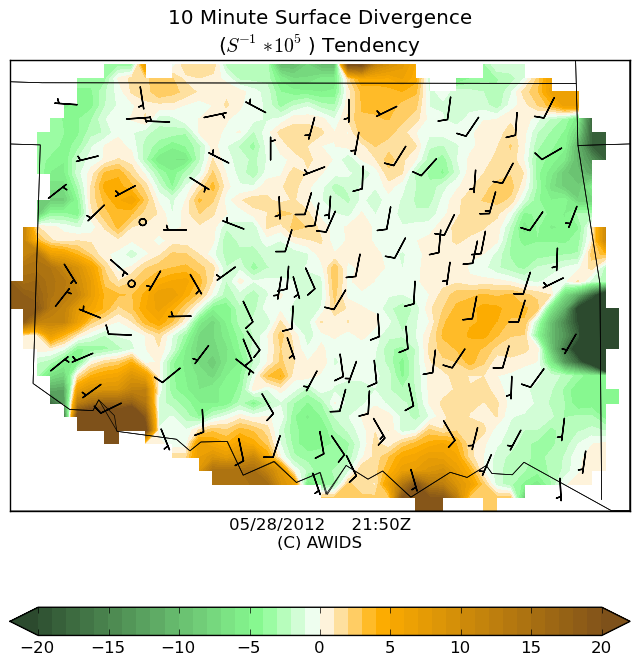 10 Minute Surface Divergence
(S⁻¹ ∗10⁵ ) Tendency
05/28/2012 21:50Z
(C) AWIDS
−20 −15 −10 −5 0 5 10 15 20